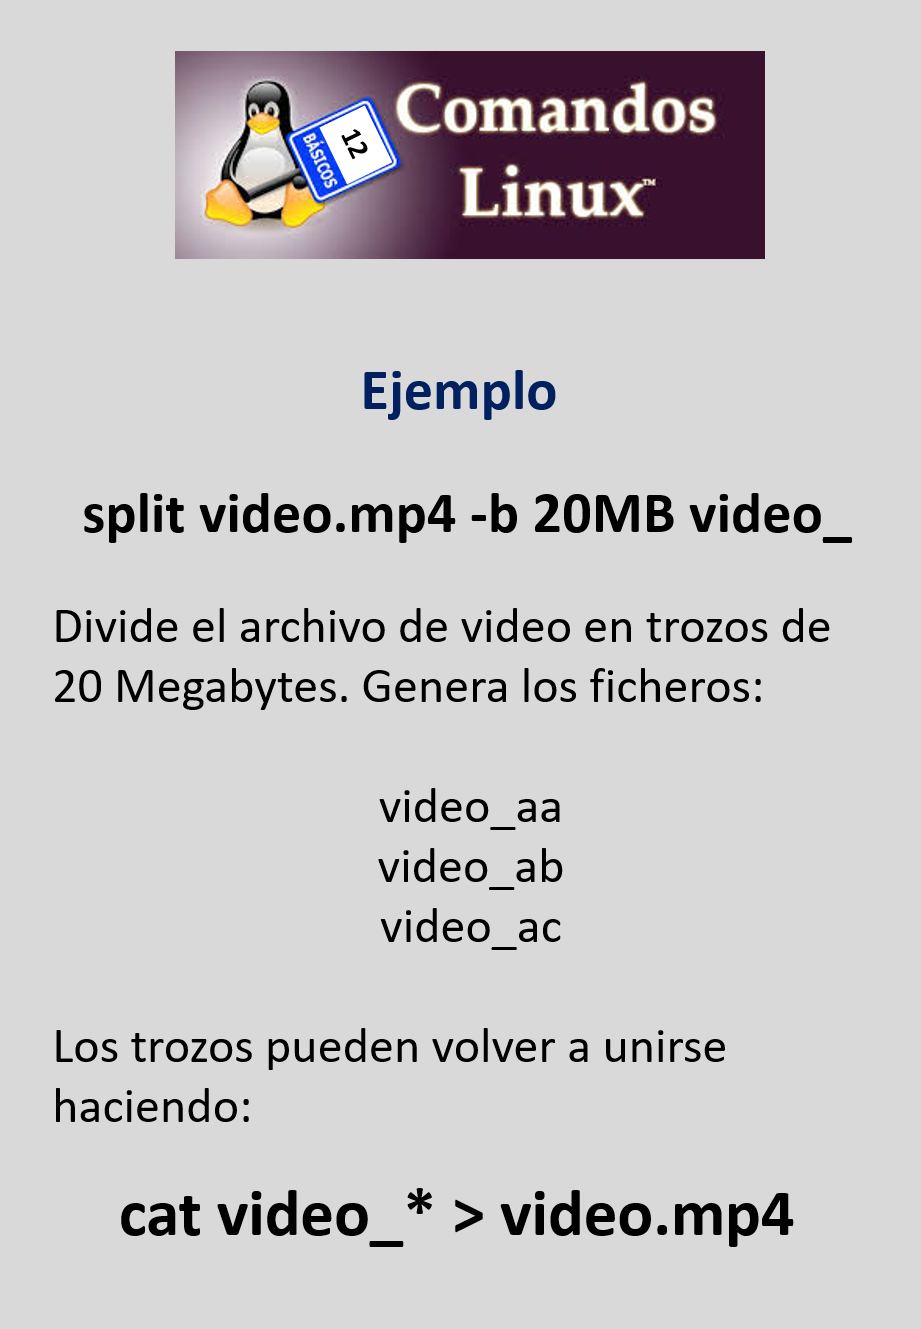 BÁSICOS
12
Comandos
Linux™
Ejemplo
split video.mp4 -b 20MB video_
Divide el archivo de video en trozos de
20 Megabytes. Genera los ficheros:
video_aa
video_ab
video_ac
Los trozos pueden volver a unirse
haciendo:
cat video_* > video.mp4